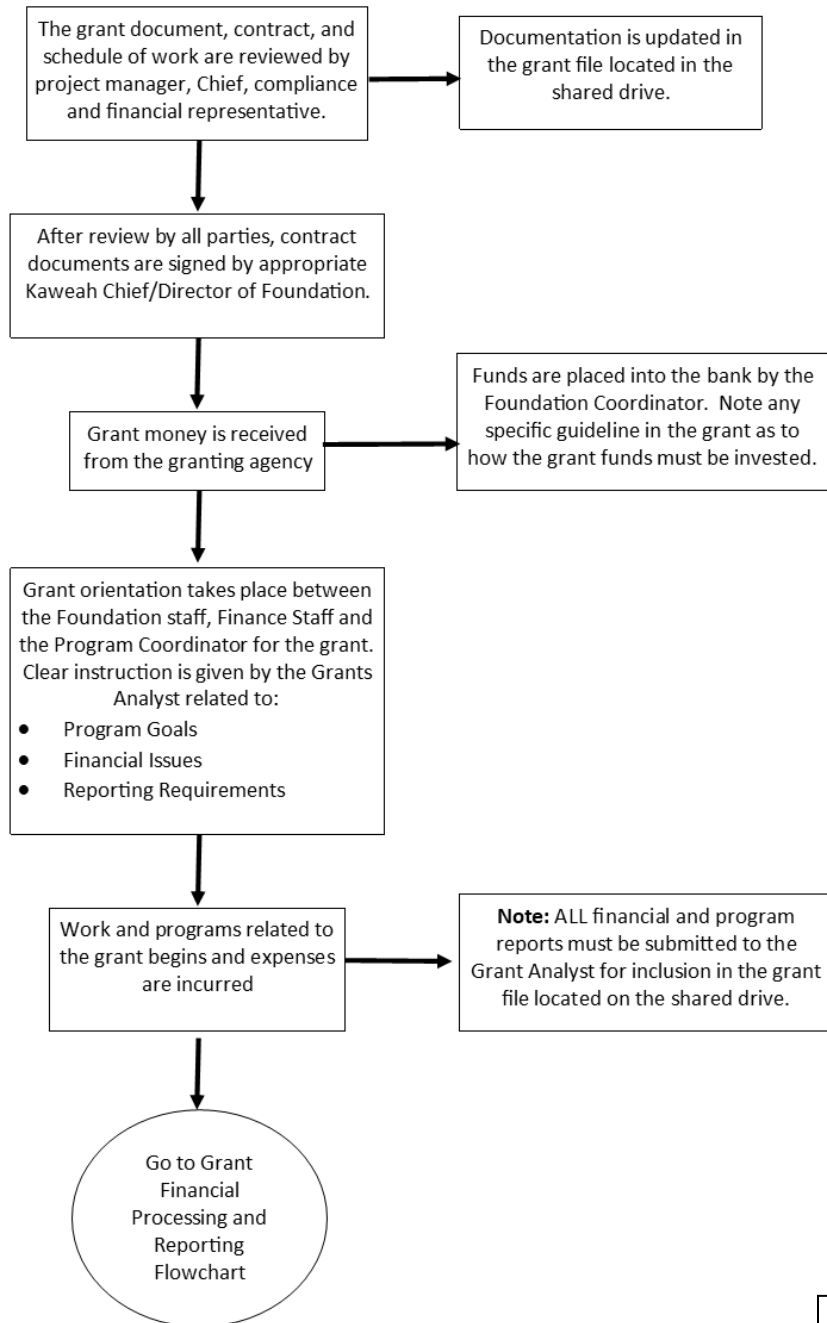 The grant document, contract, and
schedule of work are reviewed by
project manager, Chief, compliance
and financial representative.
Documentation is updated in
the grant file located in the
shared drive.
After review by all parties, contract
documents are signed by appropriate
Kaweah Chief/Director of Foundation.
Grant money is received
from the granting agency
Funds are placed into the bank by the
Foundation Coordinator.  Note any
specific guideline in the grant as to
how the grant funds must be invested.
Grant orientation takes place between
the Foundation staff, Finance Staff and
the Program Coordinator for the grant.
Clear instruction is given by the Grants
Analyst related to:
• Program Goals
• Financial Issues
• Reporting Requirements
Work and programs related to
the grant begins and expenses
are incurred
Note: ALL financial and program
reports must be submitted to the
Grant Analyst for inclusion in the grant
file located on the shared drive.
Go to Grant
Financial
Processing and
Reporting
Flowchart